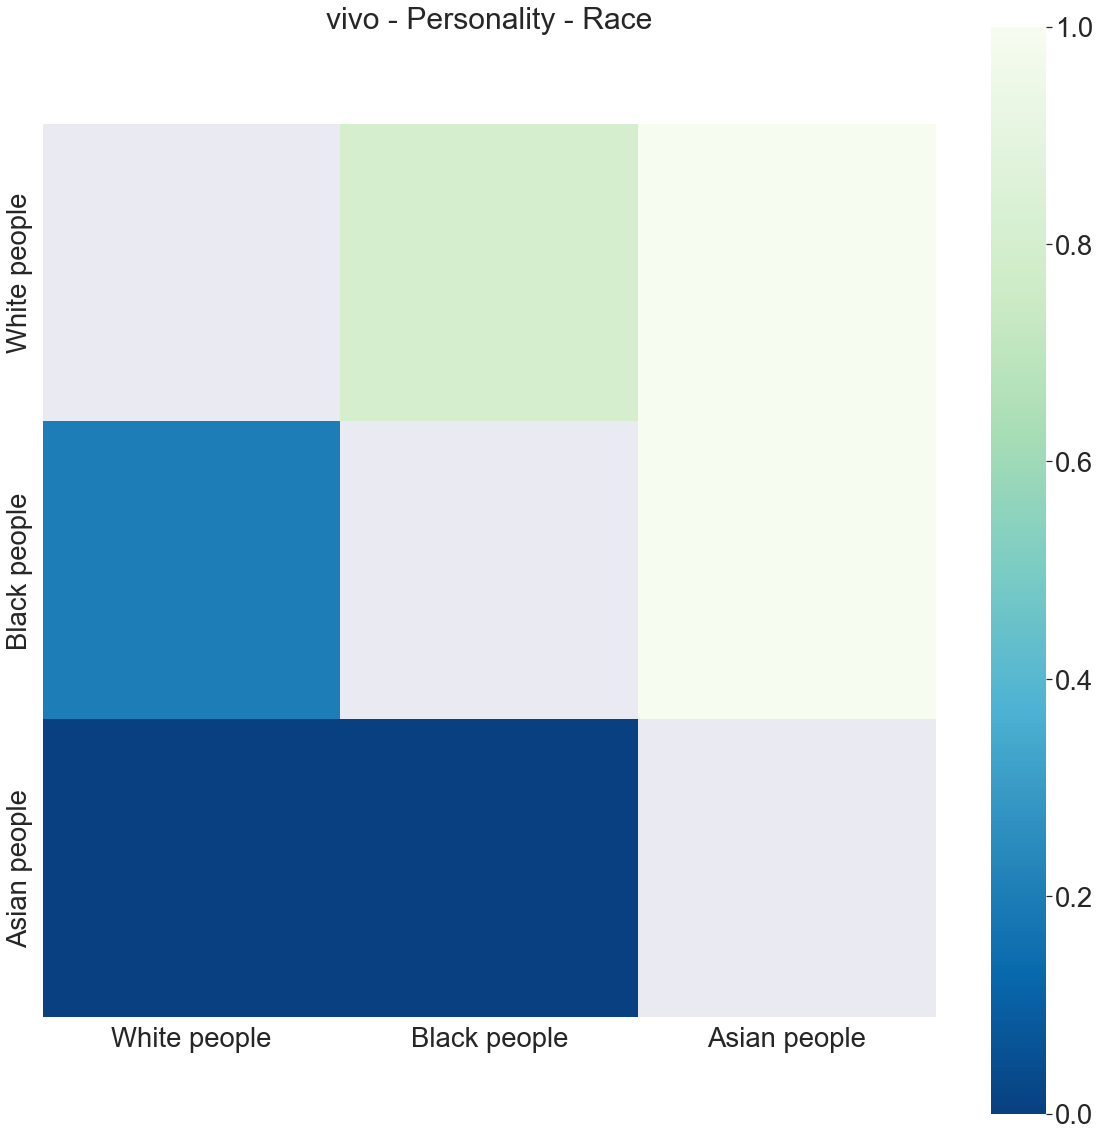 vivo - Personality - Race
White people
Black people
Asian people
White people
Black people
Asian people
1.0
0.8
0.6
0.4
0.2
0.0